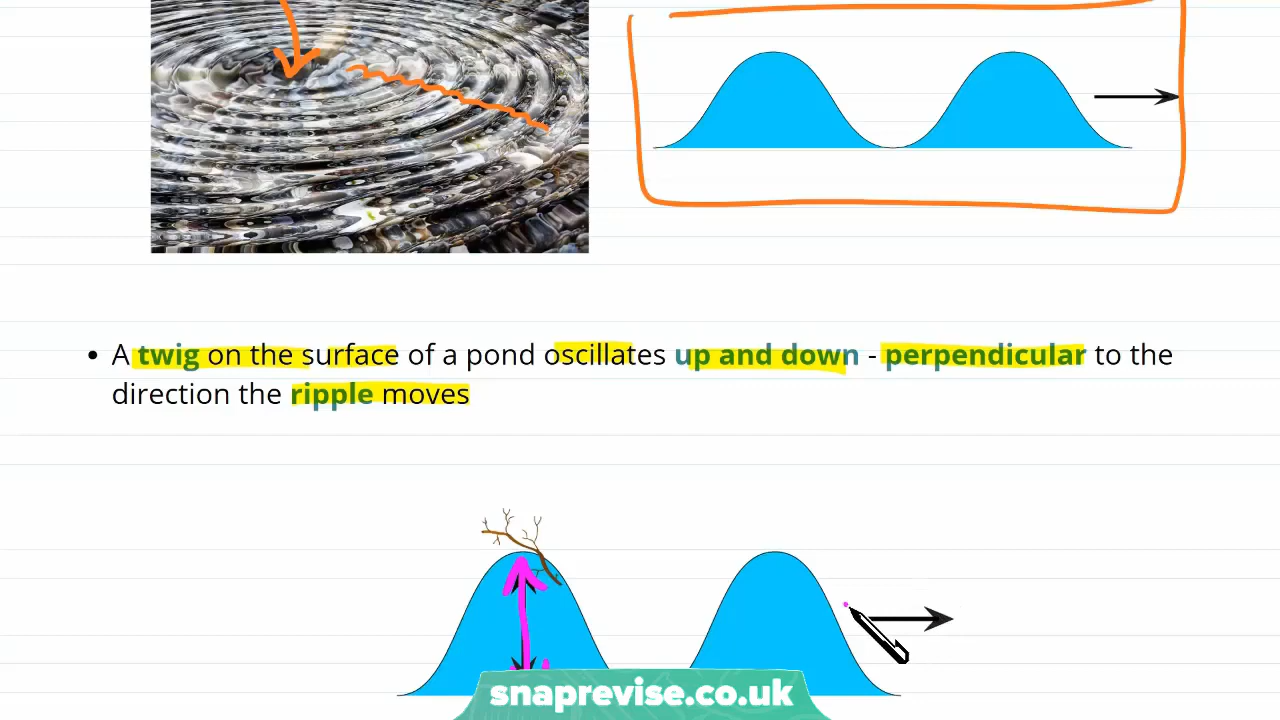 • A twig on the surface of a pond oscillates up and down - perpendicular to the
direction the ripple moves
snaprevise.co.uk